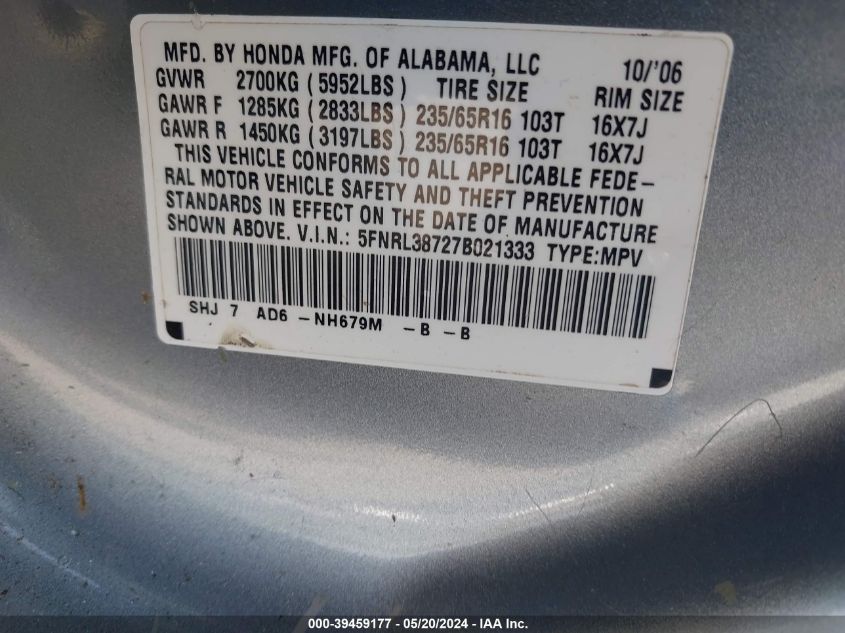 MFD. BY HONDA MFG. OF ALABAMA, LLC 10/'06
GVWR 2700KG (5952LBS) TIRE SIZE RIM SIZE
GAWR F 1285KG (2833LBS) 235/65R16 103T 16X7J
GAWR R 1450KG (3197LBS) 235/65R16 103T 16X7J
THIS VEHICLE CONFORMS TO ALL APPLICABLE FEDE-
RAL MOTOR VEHICLE SAFETY AND THEFT PREVENTION
STANDARDS IN EFFECT ON THE DATE OF MANUFACTURE
SHOWN ABOVE. V.I.N.: 5FNRL38727B021333 TYPE:MPV
SHJ 7 AD6 -NH679M -B -B
000-39459177 - 05/20/2024 - IAA Inc.